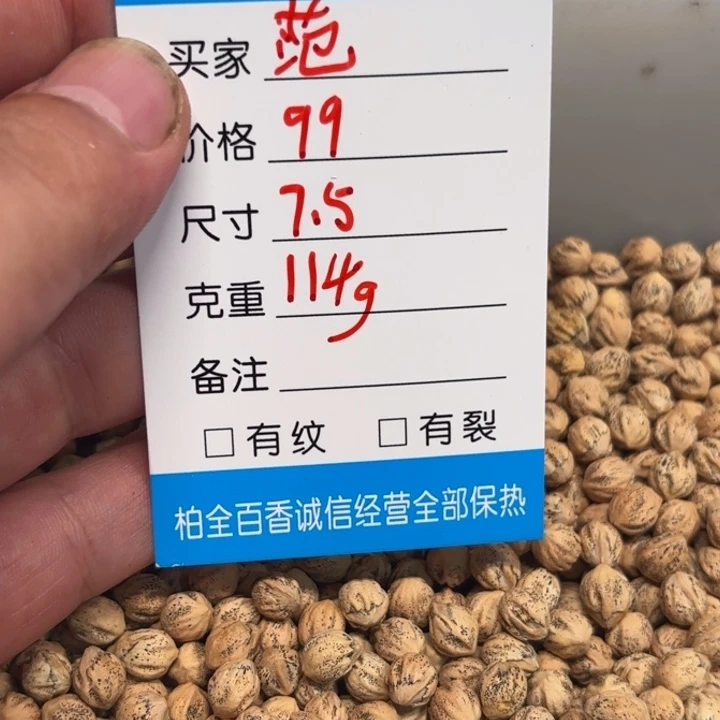 买家 范
价格 99
尺寸 7.5
克重 114g
备注
□ 有纹 □ 有裂
柏全百香诚信经营全部保热